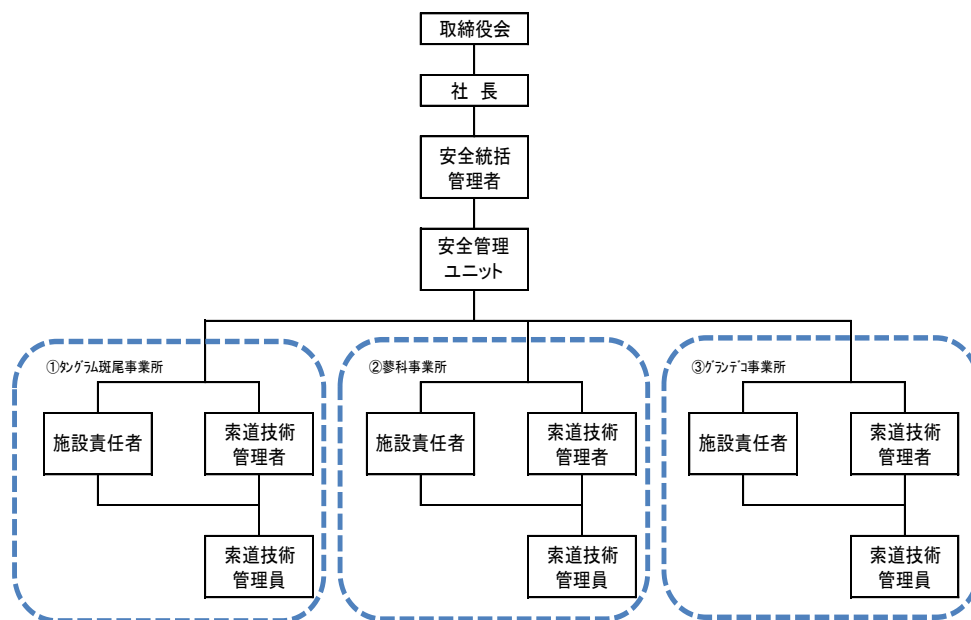 取締役会
社 長
安全統括
管理者
安全管理
ユニット
①ﾀﾝｸﾞﾗﾑ斑尾事業所
施設責任者
索道技術
管理者
索道技術
管理員
②蓼科事業所
施設責任者
索道技術
管理者
索道技術
管理員
③ｸﾞﾗﾝﾃﾞｺ事業所
施設責任者
索道技術
管理者
索道技術
管理員